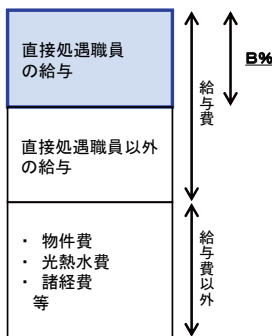 直接処遇職員
の給与
B%
給与費
直接処遇職員以外
の給与
・ 物件費
・ 光熱水費
・ 諸経費
等
給与費以外